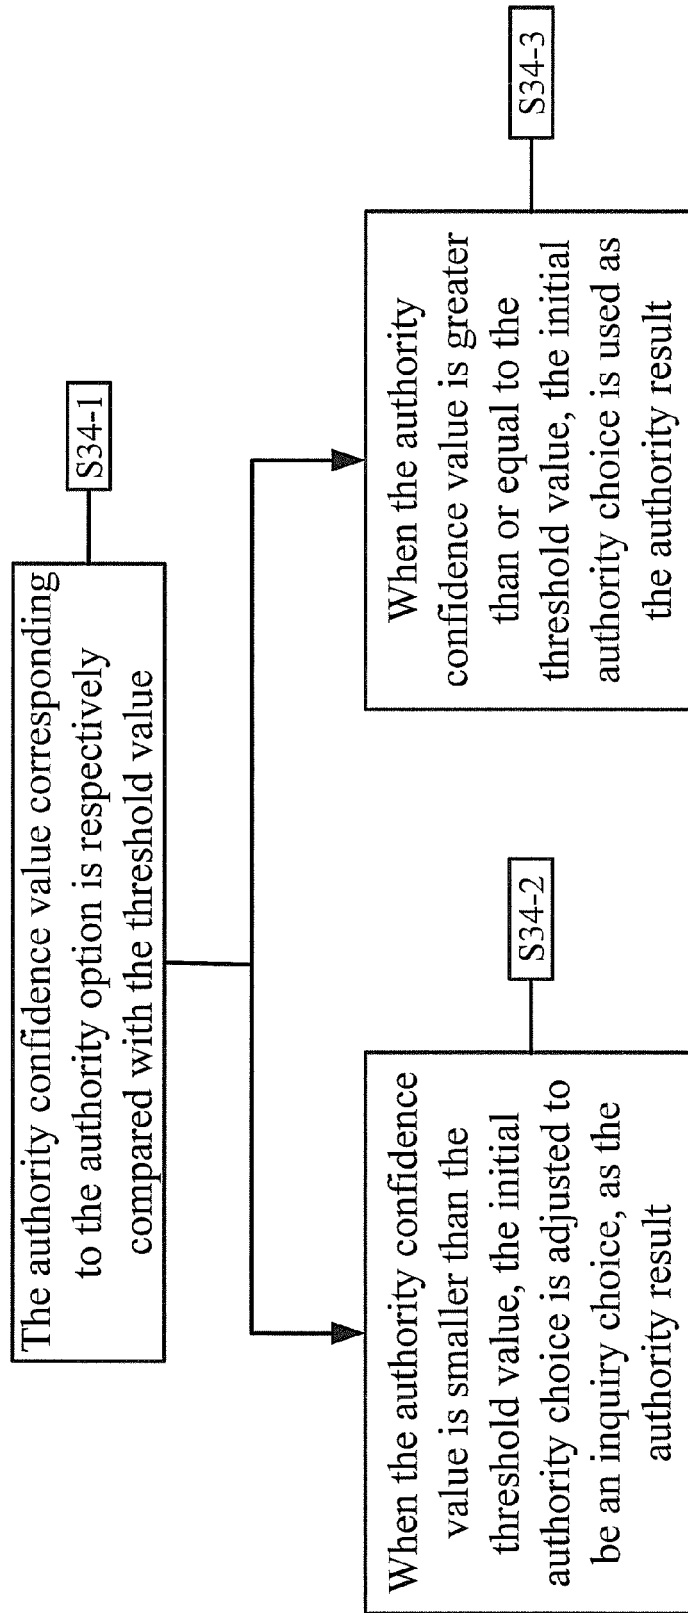 The authority confidence value corresponding
to the authority option is respectively
compared with the threshold value
S34-1
When the authority confidence
value is smaller than the
threshold value, the initial
authority choice is adjusted to
be an inquiry choice, as the
authority result
S34-2
When the authority
confidence value is greater
than or equal to the
threshold value, the initial
authority choice is used as
the authority result
S34-3